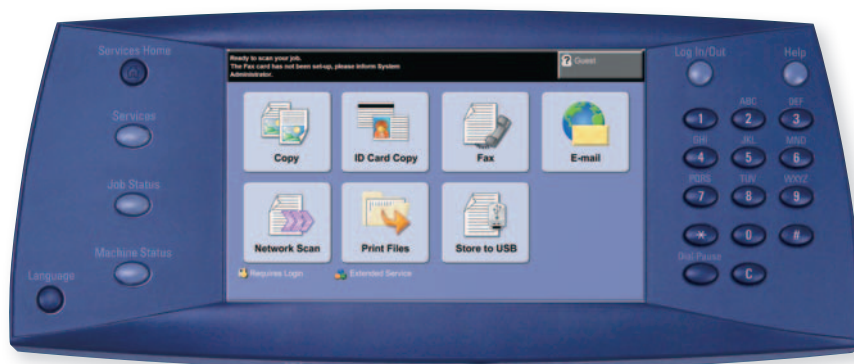 Services Home
Services
Job Status
Machine Status
Language
Ready to scan your job.
The Fax card has not been set-up, please Inform System
Administrator.
? Guest
Copy
ID Card Copy
Fax
E-mail
Network Scan
Print Files
Store to USB
Requires Login
Extended Service
Log In/Out
Help
ABC
DEF
1
2
3
GHI
JKL
MNO
4
5
6
PQRS
TUV
WXYZ
7
8
9
*
0
#
Dial Pause
C